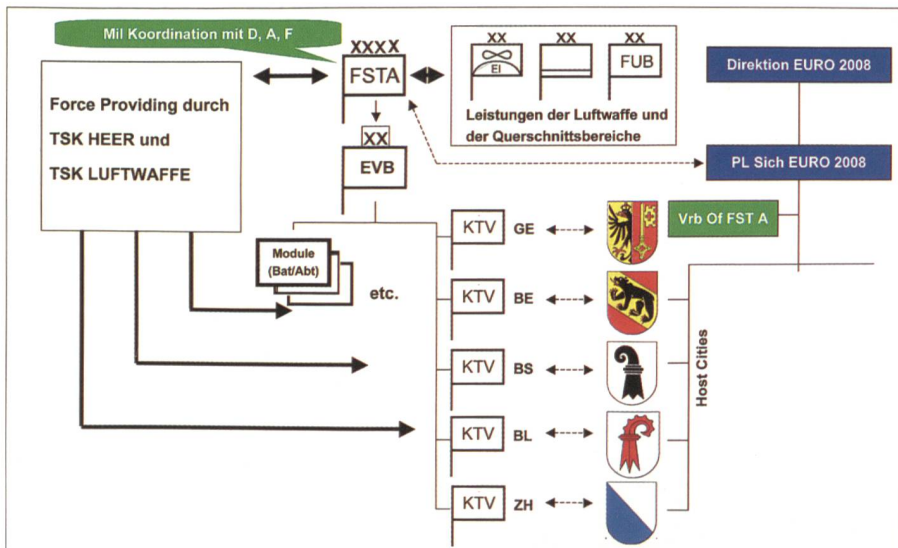 Mil Koordination mit D, A, F
XXXX
FSTA
XX
EI
XX
XX
FUB
Leistungen der Luftwaffe und
der Querschnittsbereiche
Direktion EURO 2008
PL Sich EURO 2008
Vrb Of FST A
Force Providing durch
TSK HEER und
TSK LUFTWAFFE
XX
EVB
Module
(Bat/Abt)
etc.
KTV GE
KTV BE
KTV BS
KTV BL
KTV ZH
Host Cities